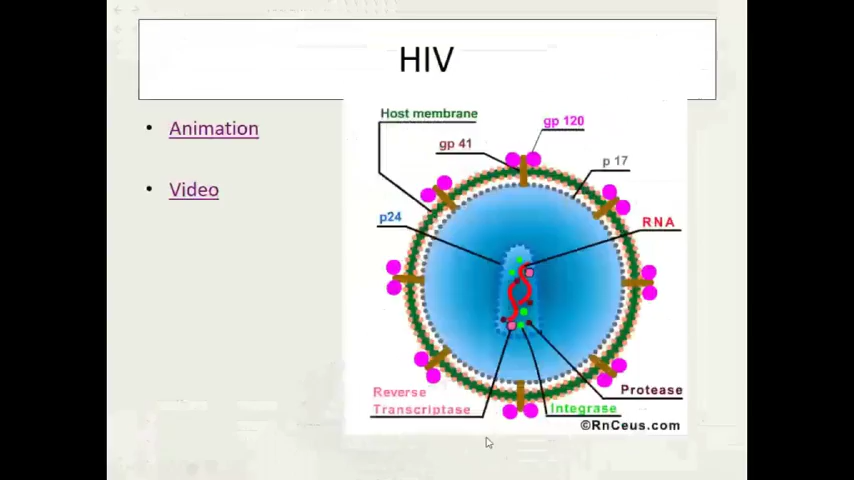 HIV
Animation
Video
Host membrane
gp 120
gp 41
p 17
p24
RNA
Reverse
Transcriptase
Integrase
Protease
©RnCeus.com